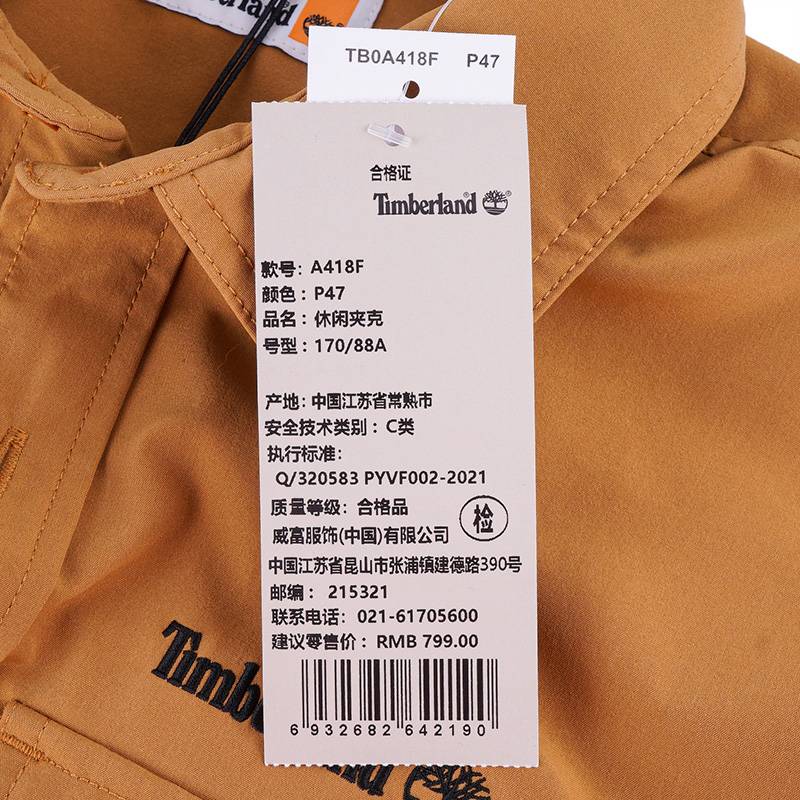 Timberland
TB0A418F P47
合格证
Timberland
款号: A418F
颜色: P47
品名: 休闲夹克
号型: 170/88A
产地: 中国江苏省常熟市
安全技术类别: C类
执行标准:
Q/320583 PYVF002-2021
质量等级: 合格品
检
威富服饰(中国)有限公司
中国江苏省昆山市张浦镇建德路390号
邮编: 215321
联系电话: 021-61705600
建议零售价: RMB 799.00
6 932682 642190
Timberland